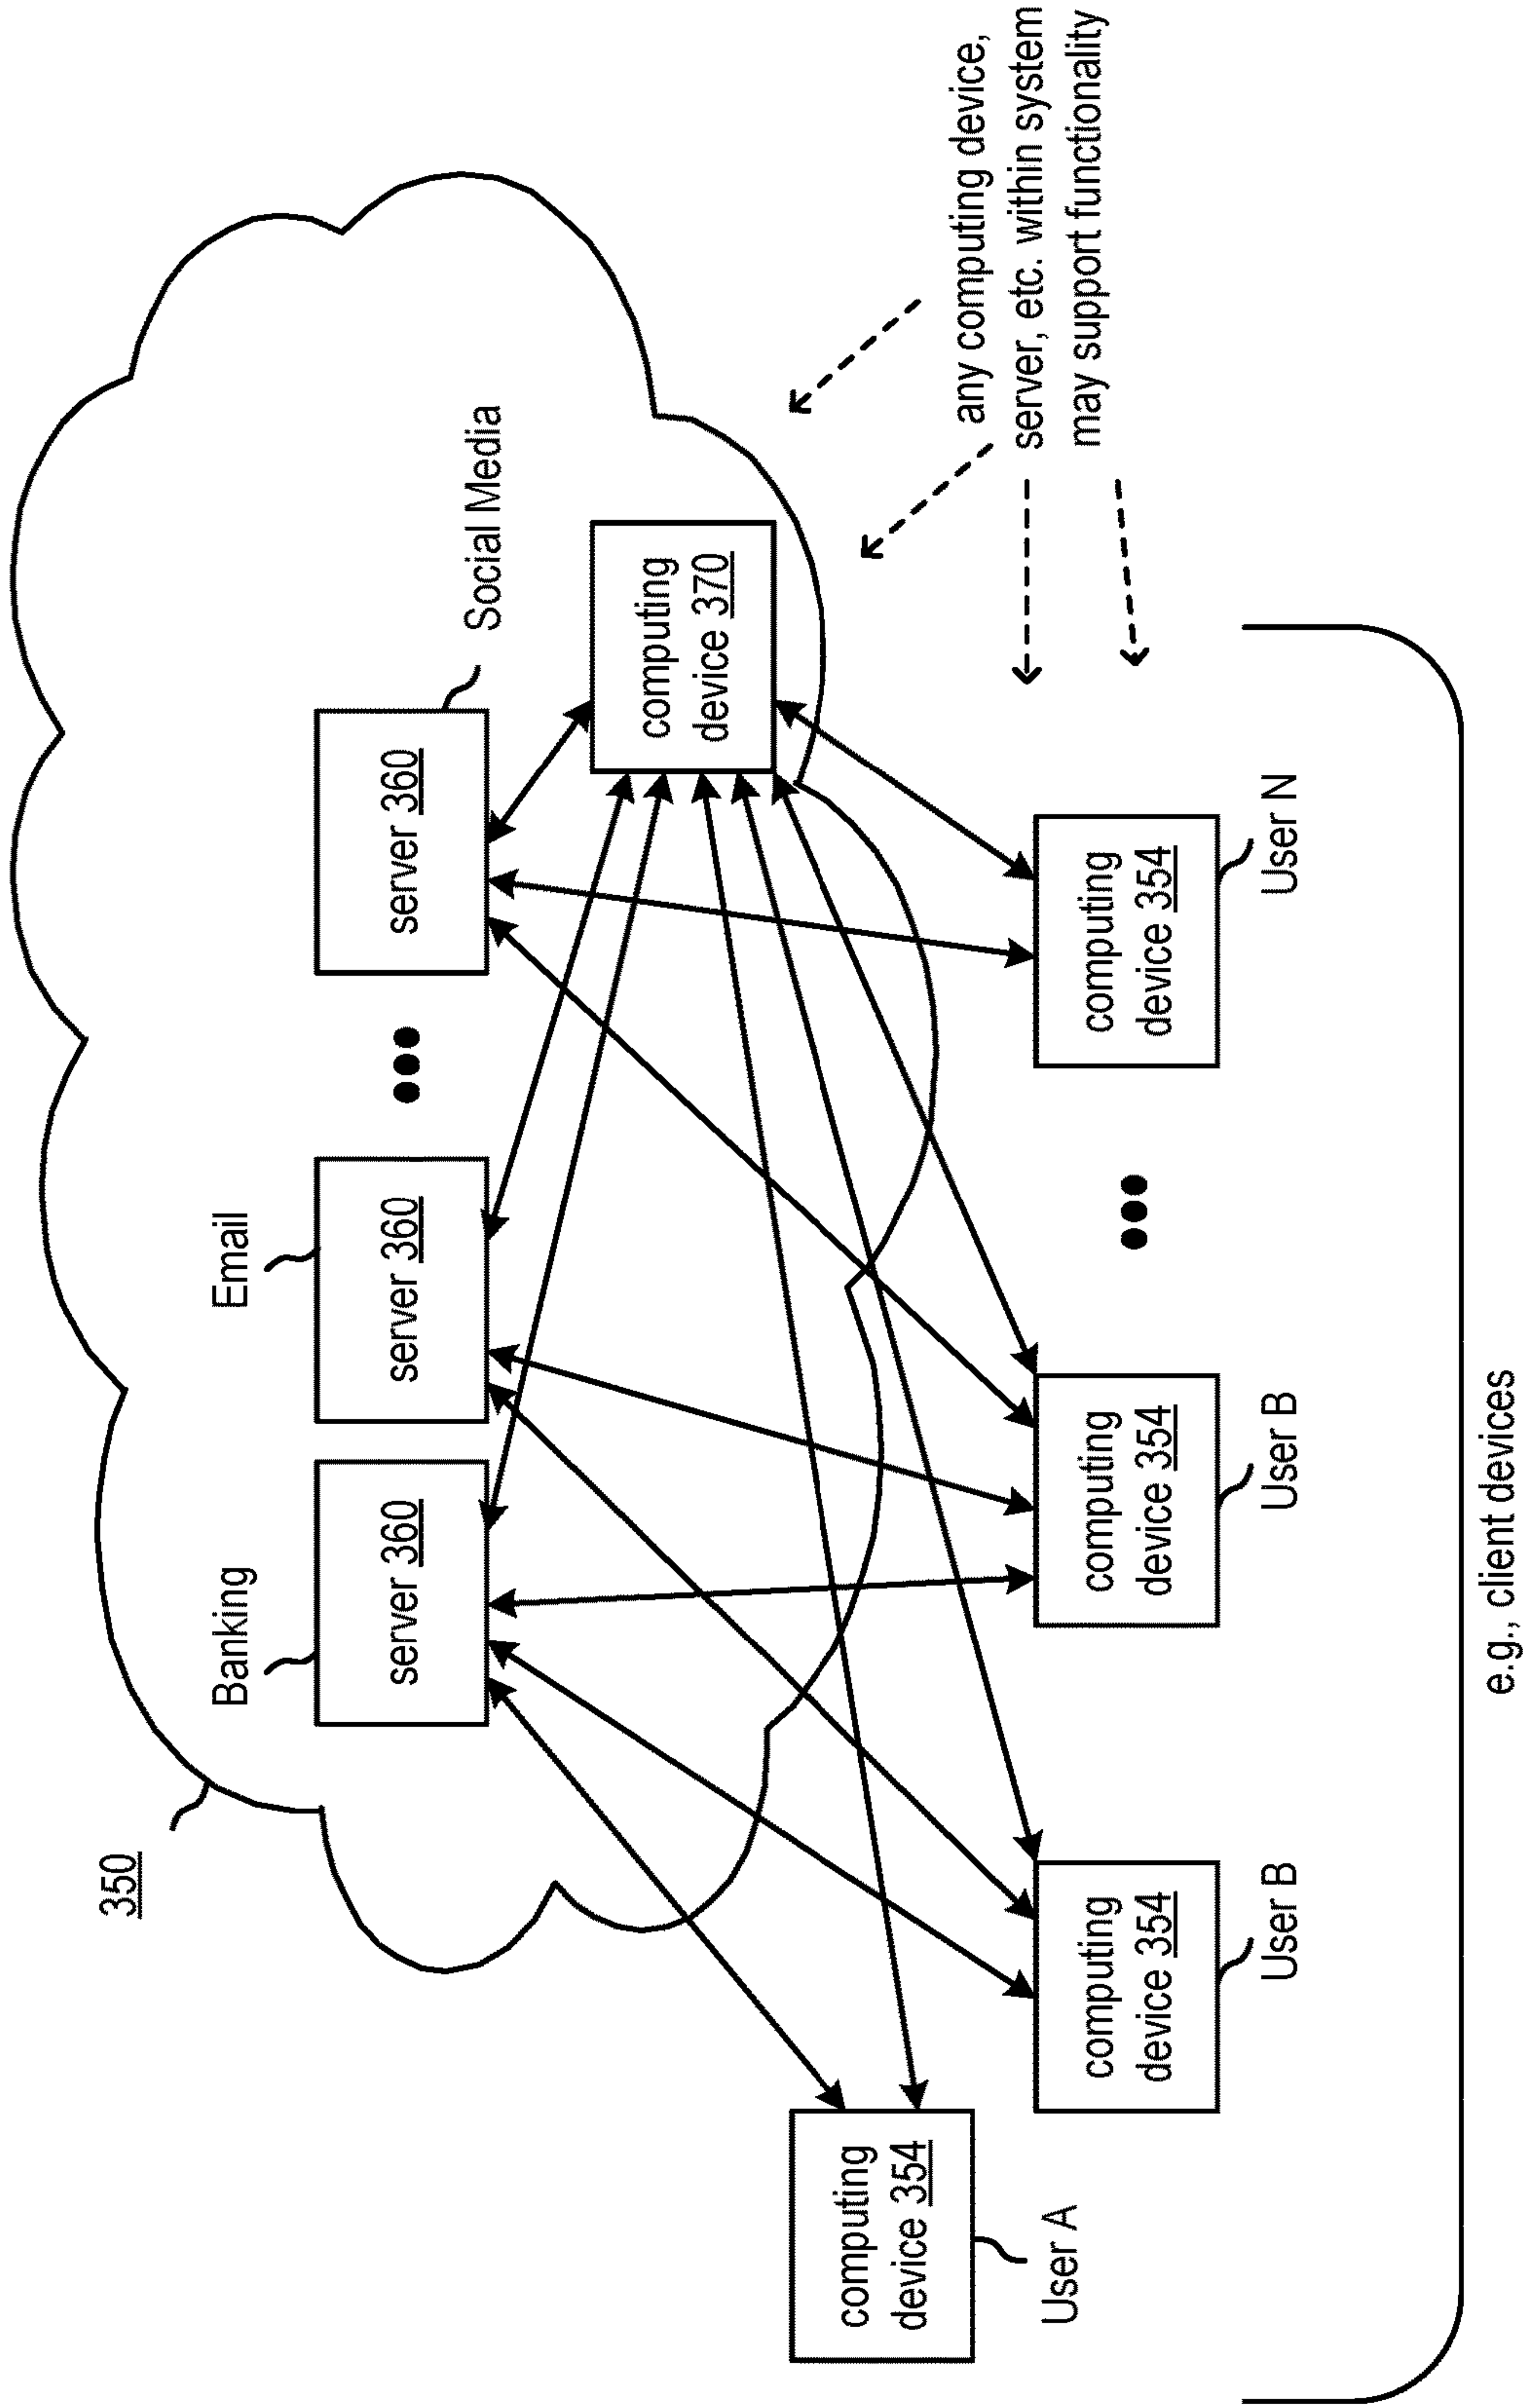 350
Banking
Email
Social Media
server 360
server 360
server 360
computing
device 370
any computing device,
server, etc. within system
may support functionality
computing
device 354
User A
computing
device 354
User B
computing
device 354
User B
computing
device 354
User N
e.g., client devices